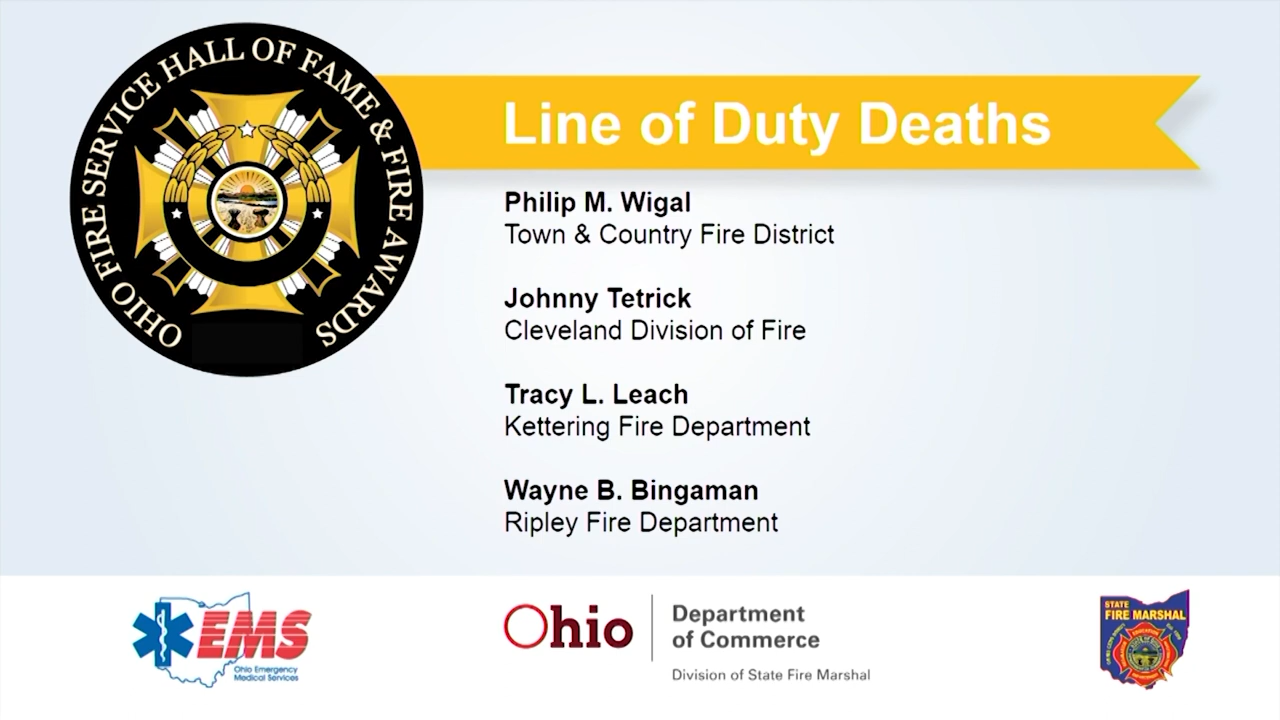 OHIO FIRE SERVICE HALL OF FAME & FIRE AWARDS
Line of Duty Deaths
Philip M. Wigal
Town & Country Fire District
Johnny Tetrick
Cleveland Division of Fire
Tracy L. Leach
Kettering Fire Department
Wayne B. Bingaman
Ripley Fire Department
EMS
Ohio Emergency
Medical Services
Ohio
Department
of Commerce
Division of State Fire Marshal
STATE
FIRE MARSHAL